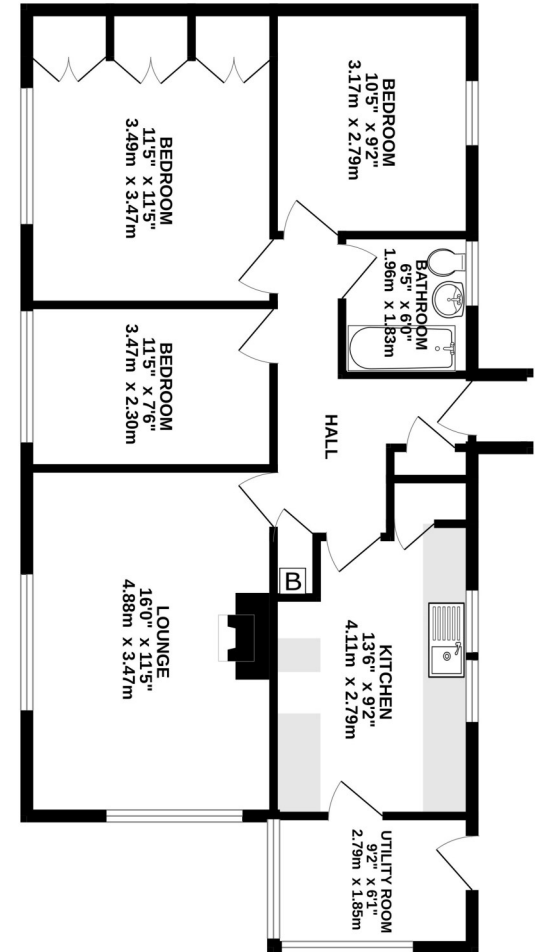 BEDROOM
10'5" x 9'2"
3.17m x 2.79m
BEDROOM
11'5" x 11'5"
3.49m x 3.47m
BATHROOM
6'5" x 6'0"
1.96m x 1.83m
BEDROOM
11'5" x 7'6"
3.47m x 2.30m
HALL
B
LOUNGE
16'0" x 11'5"
4.88m x 3.47m
KITCHEN
13'6" x 9'2"
4.11m x 2.79m
UTILITY ROOM
9'2" x 6'1"
2.79m x 1.85m